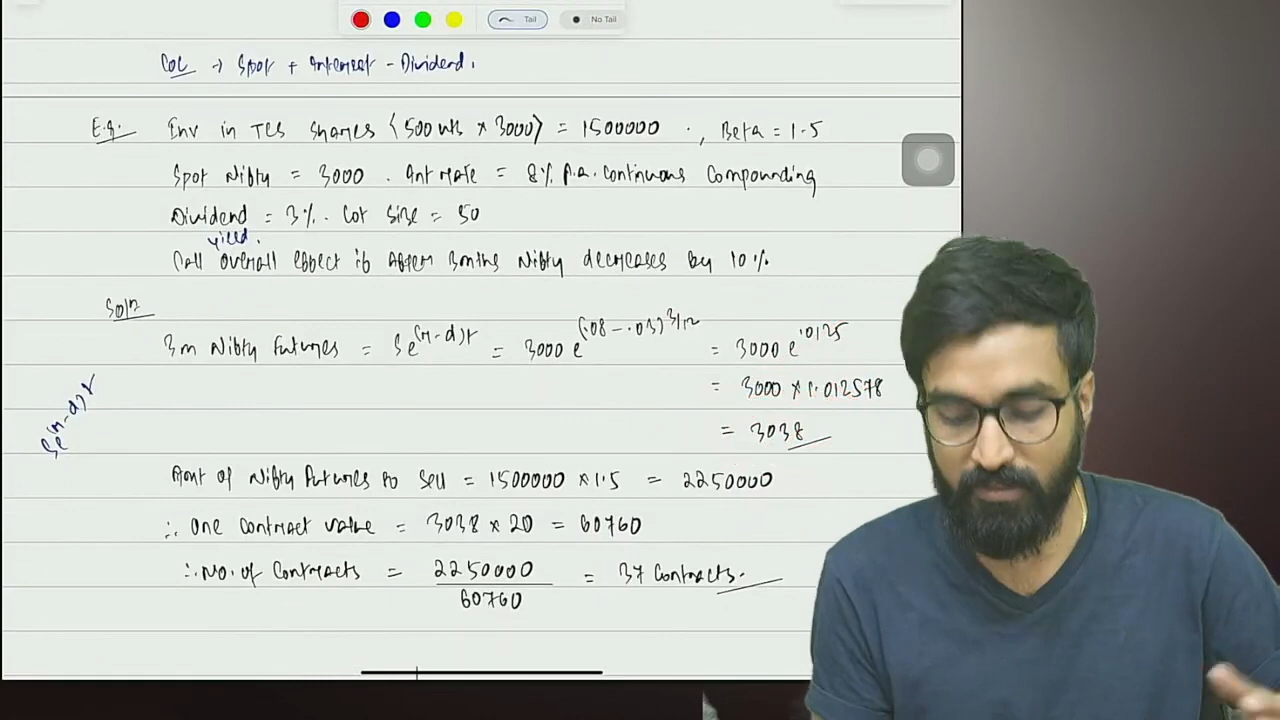 Tail
No Tail
CoC → Spot + Interest - Dividend.
E.g. Inv in TCS Shares (500 sh × 3000) = 1500000 , Beta = 1.5
Spot Nifty = 3000 . Int rate = 8% p.a. Continuous Compounding
Dividend = 3% . Lot Size = 50
yield.
Call overall effect if After 3 months Nifty decreases by 10%.
Soln
3m Nifty Futures = Se^(r-d)t = 3000 e^(.08-.03)3/12 = 3000 e^.0125
= 3000 × 1.012578
Se^(r-d)t
= 3038
Amt of Nifty Futures to Sell = 1500000 × 1.5 = 2250000
∴ One Contract Value = 3038 × 20 = 60760
∴ No. of Contracts = 2250000 / 60760 = 37 Contracts.